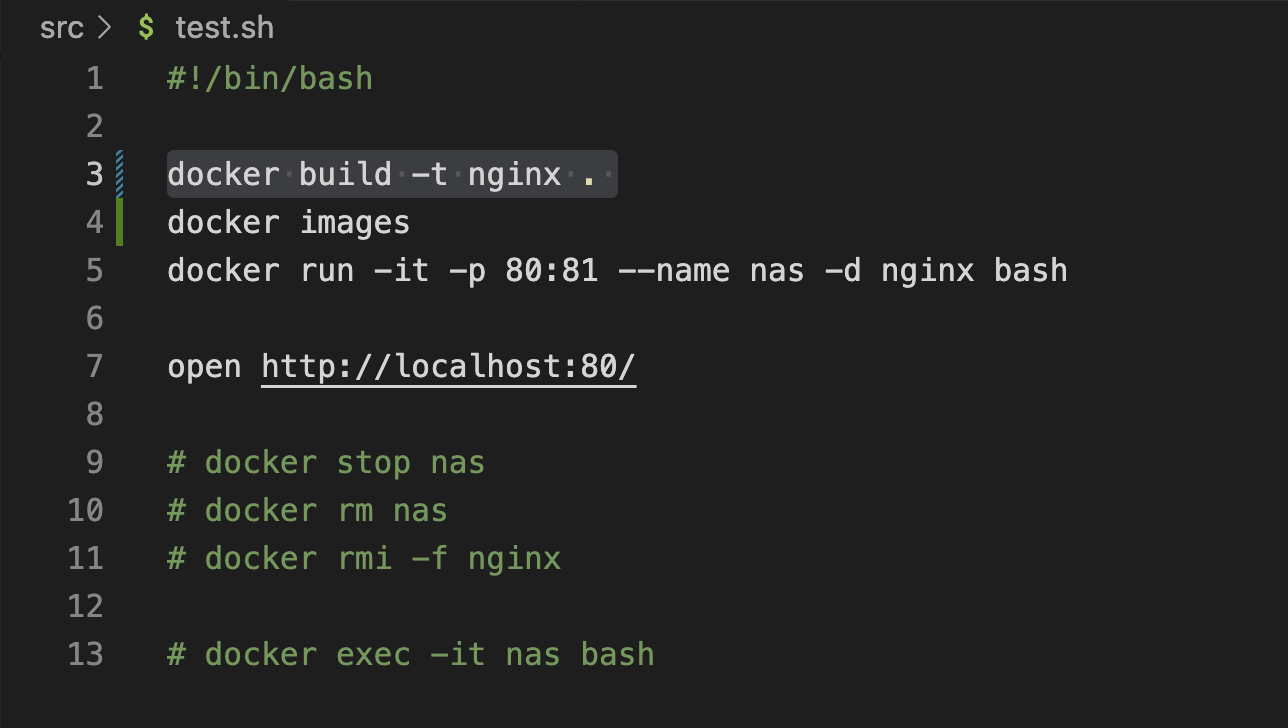 src > $ test.sh
1 #!/bin/bash
2
3 docker build -t nginx .
4 docker images
5 docker run -it -p 80:81 --name nas -d nginx bash
6
7 open http://localhost:80/
8
9 # docker stop nas
10 # docker rm nas
11 # docker rmi -f nginx
12
13 # docker exec -it nas bash